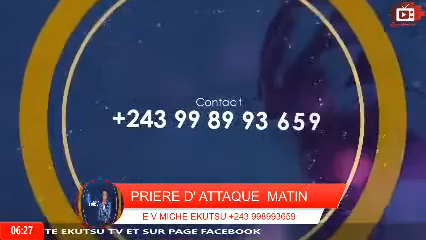 Contact
+243 99 89 93 659
PRIERE D' ATTAQUE MATIN
E V MICHE EKUTSU +243 998993659
06:27 TE EKUTSU TV ET SUR PAGE FACEBOOK